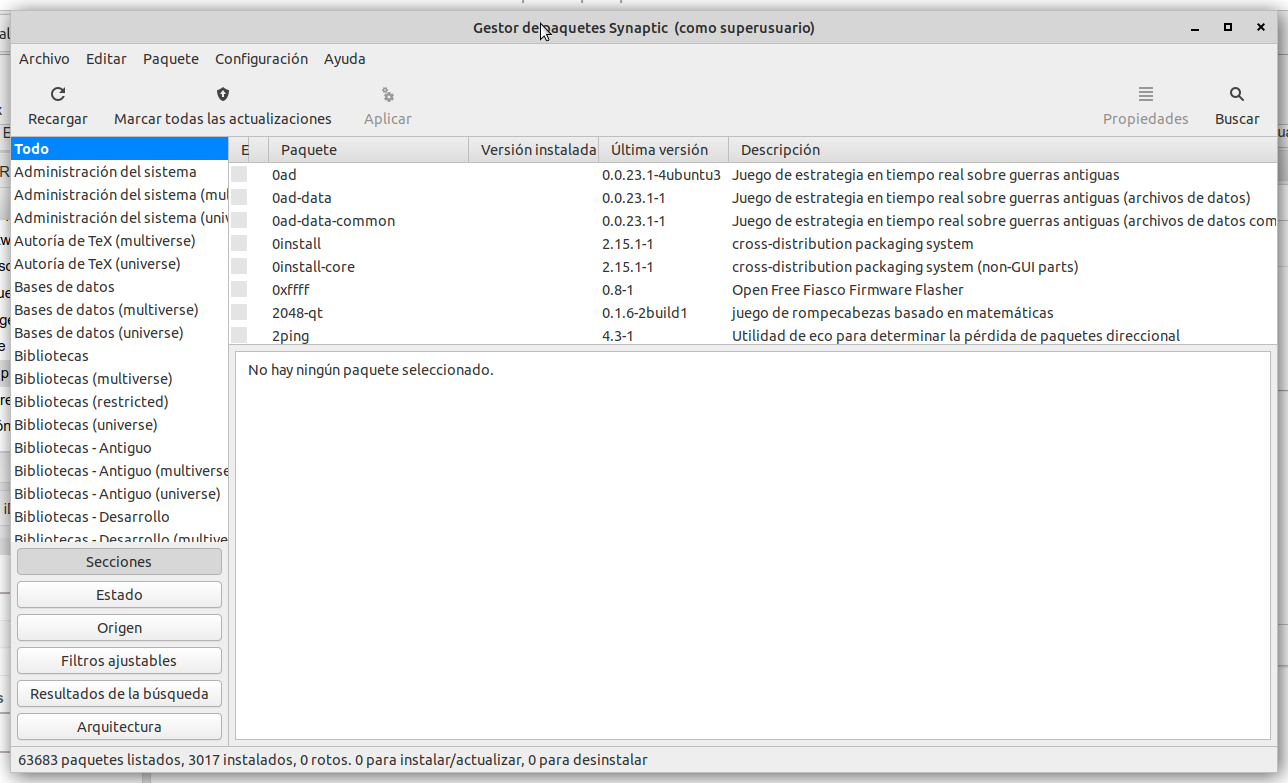 Gestor de paquetes Synaptic (como superusuario)
Archivo Editar Paquete Configuración Ayuda
Recargar Marcar todas las actualizaciones Aplicar Propiedades Buscar
E Paquete Versión instalada Última versión Descripción
Todo
Administración del sistema
Administración del sistema (mul
Administración del sistema (univ
Autoría de TeX (multiverse)
Autoría de TeX (universe)
Bases de datos
Bases de datos (multiverse)
Bases de datos (universe)
Bibliotecas
Bibliotecas (multiverse)
Bibliotecas (restricted)
Bibliotecas (universe)
Bibliotecas - Antiguo
Bibliotecas - Antiguo (multiverse
Bibliotecas - Antiguo (universe)
Bibliotecas - Desarrollo
Bibliotecas - Desarrollo (multive
0ad 0.0.23.1-4ubuntu3 Juego de estrategia en tiempo real sobre guerras antiguas
0ad-data 0.0.23.1-1 Juego de estrategia en tiempo real sobre guerras antiguas (archivos de datos)
0ad-data-common 0.0.23.1-1 Juego de estrategia en tiempo real sobre guerras antiguas (archivos de datos com
0install 2.15.1-1 cross-distribution packaging system
0install-core 2.15.1-1 cross-distribution packaging system (non-GUI parts)
0xffff 0.8-1 Open Free Fiasco Firmware Flasher
2048-qt 0.1.6-2build1 juego de rompecabezas basado en matemáticas
2ping 4.3-1 Utilidad de eco para determinar la pérdida de paquetes direccional
No hay ningún paquete seleccionado.
Secciones
Estado
Origen
Filtros ajustables
Resultados de la búsqueda
Arquitectura
63683 paquetes listados, 3017 instalados, 0 rotos. 0 para instalar/actualizar, 0 para desinstalar